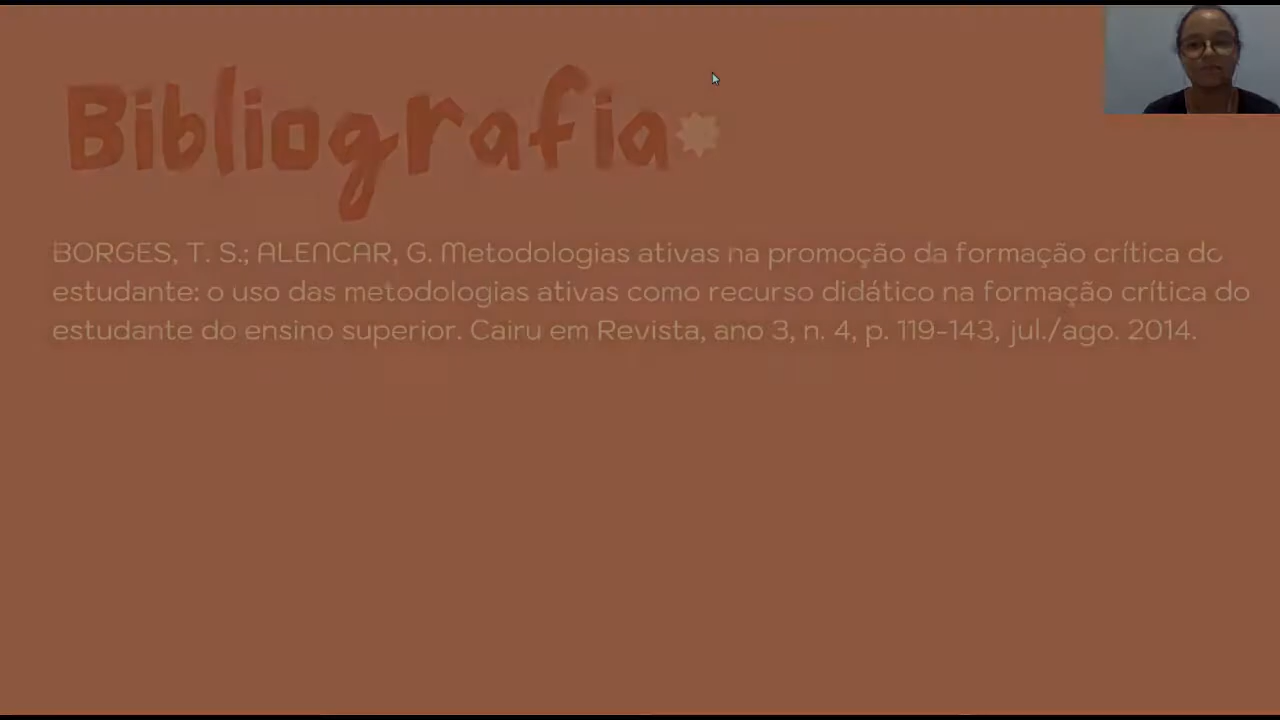 Bibliografia
BORGES, T. S.; ALENCAR, G. Metodologias ativas na promoção da formação crítica do
estudante: o uso das metodologias ativas como recurso didático na formação crítica do
estudante do ensino superior. Cairu em Revista, ano 3, n. 4, p. 119-143, jul./ago. 2014.